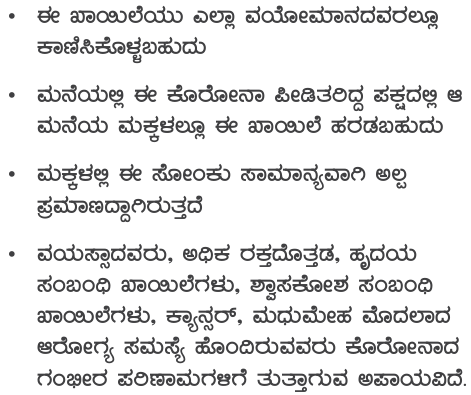 • ಈ ಖಾಯಿಲೆಯು ಎಲ್ಲಾ ವಯೋಮಾನದವರಲ್ಲೂ
ಕಾಣಿಸಿಕೊಳ್ಳಬಹುದು
• ಮನೆಯಲ್ಲಿ ಈ ಕೊರೋನಾ ಪೀಡಿತರಿದ್ದ ಪಕ್ಷದಲ್ಲಿ ಆ
ಮನೆಯ ಮಕ್ಕಳಲ್ಲೂ ಈ ಖಾಯಿಲೆ ಹರಡಬಹುದು
• ಮಕ್ಕಳಲ್ಲಿ ಈ ಸೋಂಕು ಸಾಮಾನ್ಯವಾಗಿ ಅಲ್ಪ
ಪ್ರಮಾಣದ್ದಾಗಿರುತ್ತದೆ
• ವಯಸ್ಸಾದವರು, ಅಧಿಕ ರಕ್ತದೊತ್ತಡ, ಹೃದಯ
ಸಂಬಂಧಿ ಖಾಯಿಲೆಗಳು, ಶ್ವಾಸಕೋಶ ಸಂಬಂಧಿ
ಖಾಯಿಲೆಗಳು, ಕ್ಯಾನ್ಸರ್, ಮಧುಮೇಹ ಮೊದಲಾದ
ಆರೋಗ್ಯ ಸಮಸ್ಯೆ ಹೊಂದಿರುವವರು ಕೊರೋನಾದ
ಗಂಭೀರ ಪರಿಣಾಮಗಳಿಗೆ ತುತ್ತಾಗುವ ಅಪಾಯವಿದೆ.